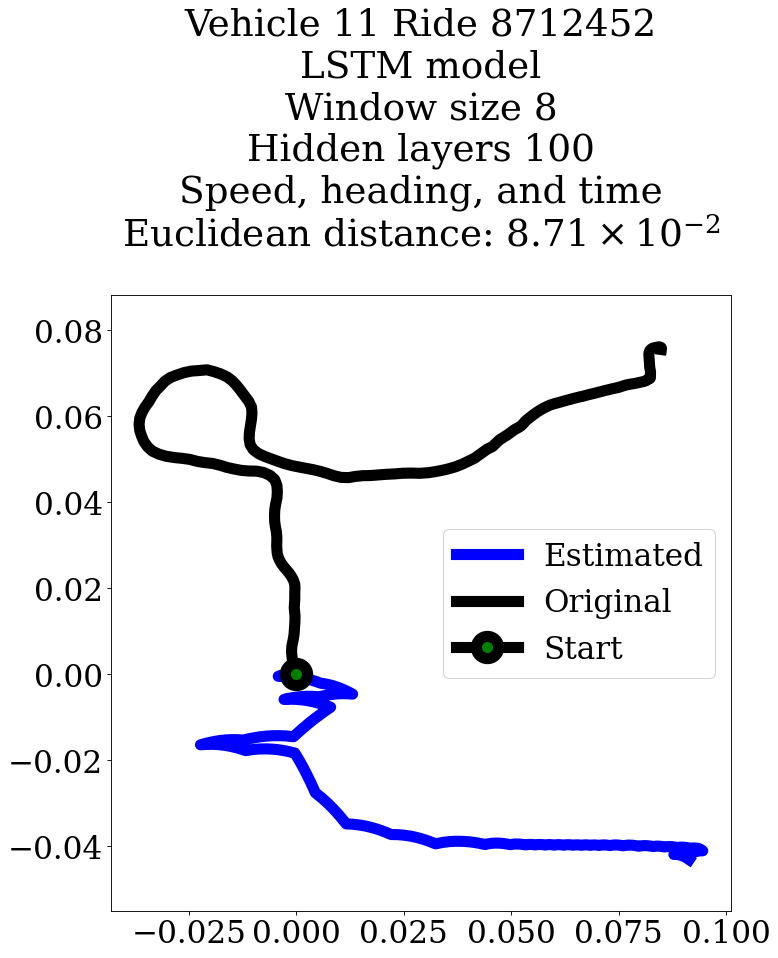 Vehicle 11 Ride 8712452
LSTM model
Window size 8
Hidden layers 100
Speed, heading, and time
Euclidean distance: 8.71 × 10⁻²
0.08
0.06
0.04
0.02
0.00
−0.02
−0.04
Estimated
Original
Start
−0.025 0.000 0.025 0.050 0.075 0.100